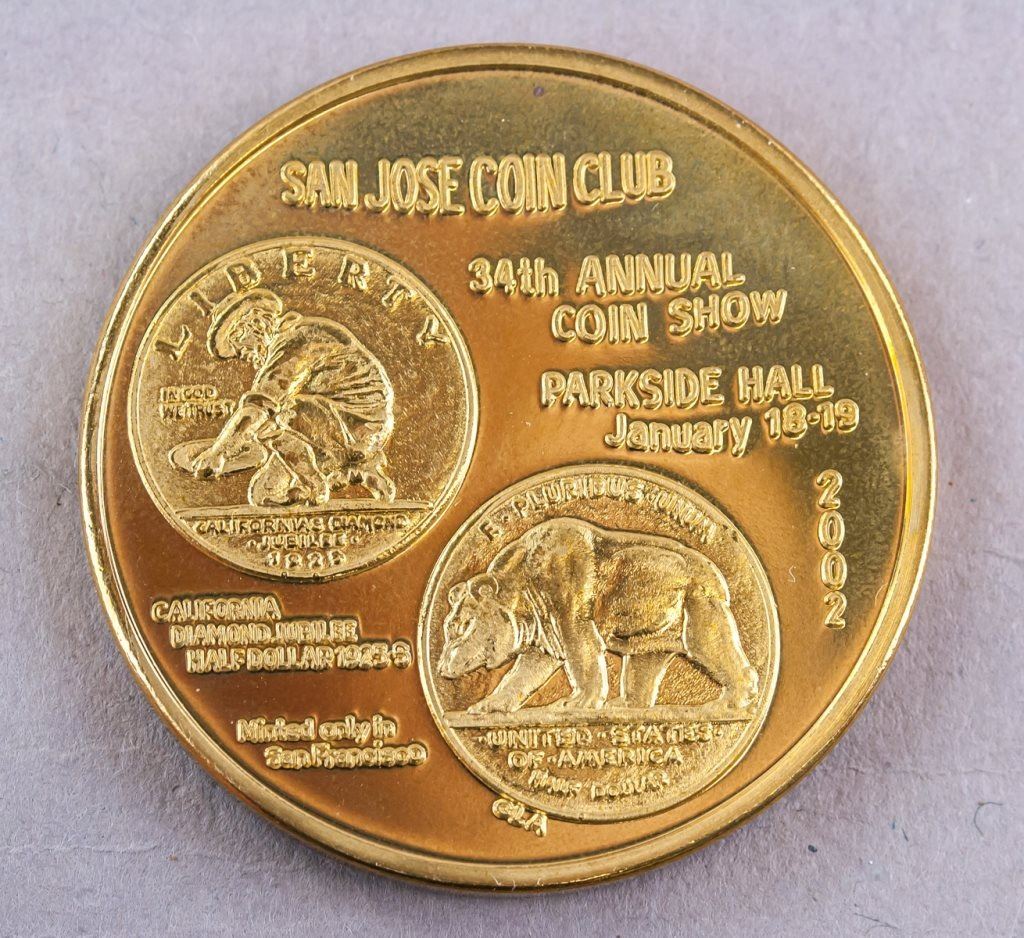 SAN JOSE COIN CLUB
34th ANNUAL
COIN SHOW
PARKSIDE HALL
January 18-19
2002
LIBERTY
IN GOD
WE TRUST
CALIFORNIAS DIAMOND
JUBILEE
1925
CALIFORNIA
DIAMOND JUBILEE
HALF DOLLAR 1925-S
Minted only in
San Francisco
E·PLURIBUS·UNUM
·UNITED·STATES·
OF·AMERICA
HALF DOLLAR
GLA